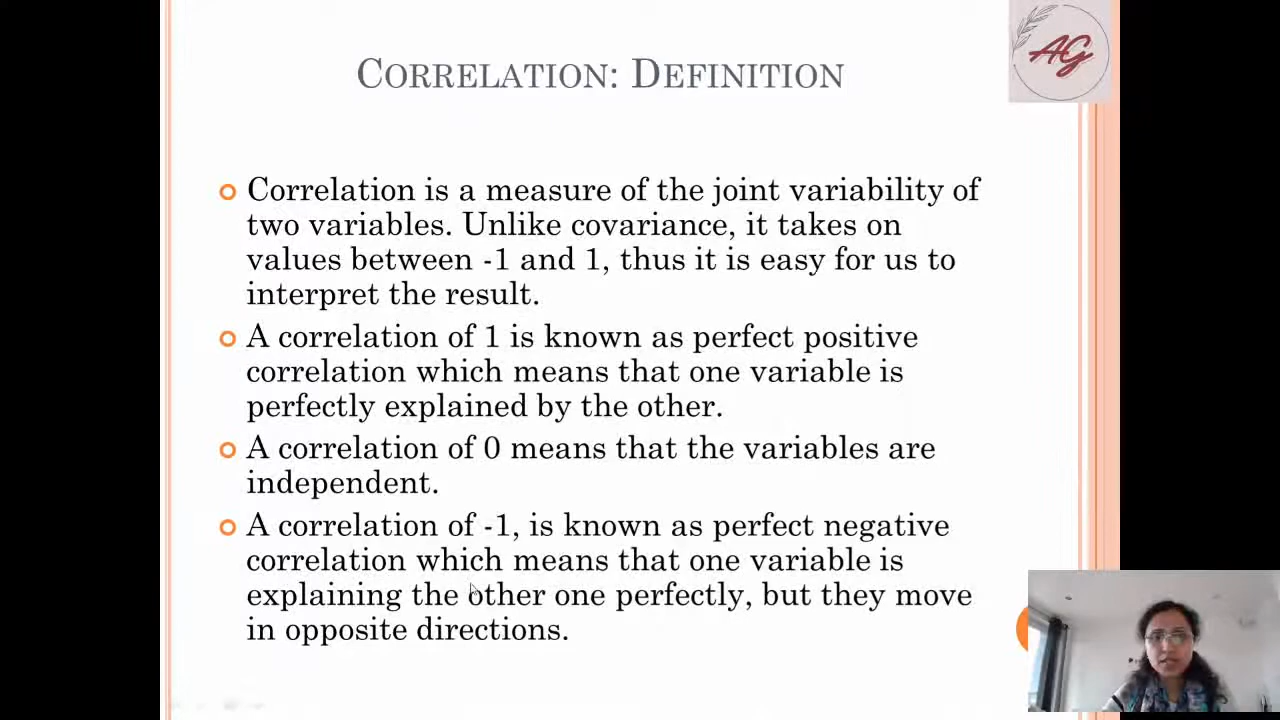 CORRELATION: DEFINITION
AG
Correlation is a measure of the joint variability of
two variables. Unlike covariance, it takes on
values between -1 and 1, thus it is easy for us to
interpret the result.
A correlation of 1 is known as perfect positive
correlation which means that one variable is
perfectly explained by the other.
A correlation of 0 means that the variables are
independent.
A correlation of -1, is known as perfect negative
correlation which means that one variable is
explaining the other one perfectly, but they move
in opposite directions.